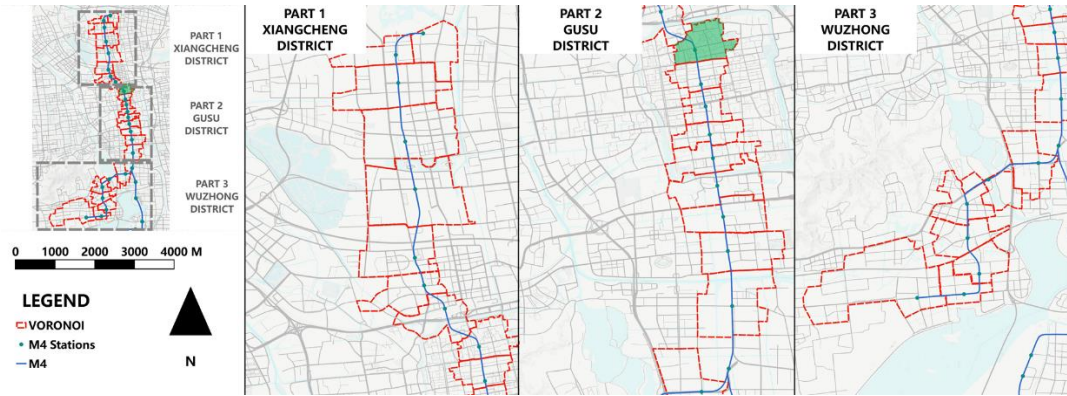 PART 1
XIANGCHENG
DISTRICT
PART 2
GUSU
DISTRICT
PART 3
WUZHONG
DISTRICT
0 1000 2000 3000 4000 M
LEGEND
VORONOI
M4 Stations
M4
N
PART 1
XIANGCHENG
DISTRICT
PART 2
GUSU
DISTRICT
PART 3
WUZHONG
DISTRICT